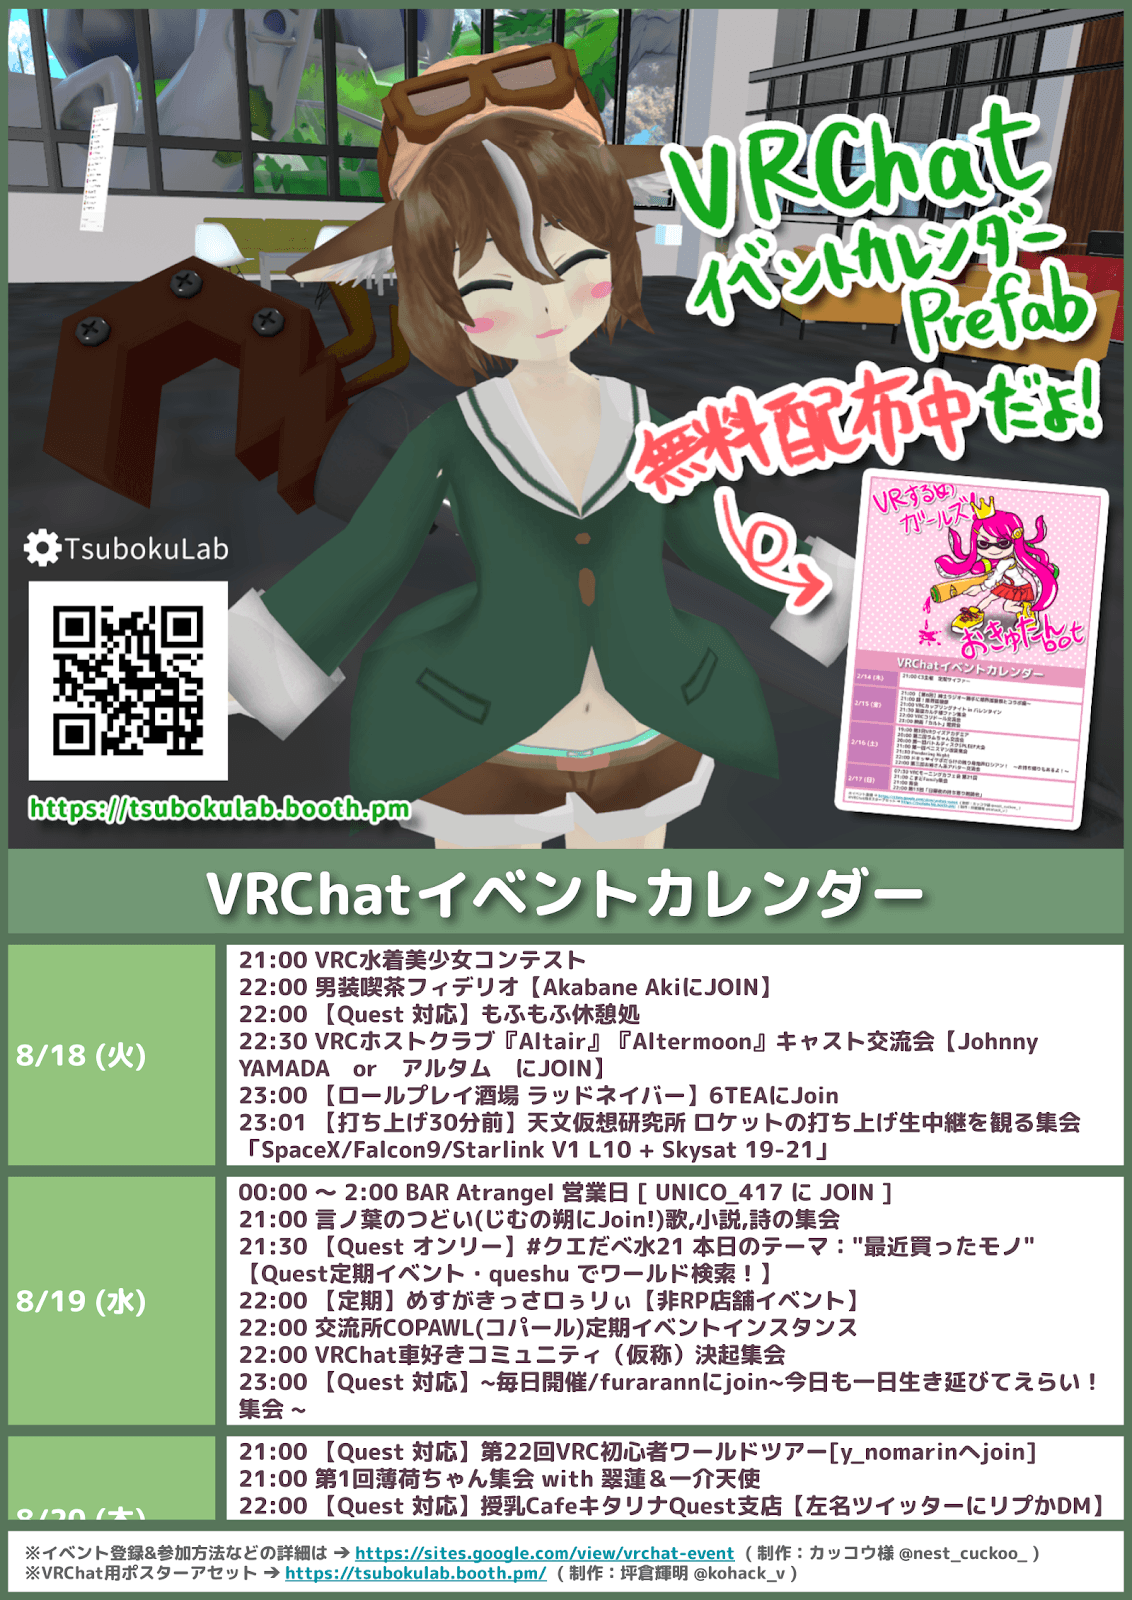 VRChat
イベントカレンダー
Prefab
無料配布中だよ!
TsubokuLab
https://tsubokulab.booth.pm
VRするめ
ガールズ!
おきゅたんbot
VRChatイベントカレンダー
2/14 (木)
2/15 (金)
2/16 (土)
2/17 (日)
VRChatイベントカレンダー
8/18 (火)
21:00 VRC水着美少女コンテスト
22:00 男装喫茶フィデリオ【Akabane AkiにJOIN】
22:00 【Quest 対応】もふもふ休憩処
22:30 VRCホストクラブ『Altair』『Altermoon』キャスト交流会【Johnny
YAMADA　or　アルタム　にJOIN】
23:00 【ロールプレイ酒場 ラッドネイバー】6TEAにJoin
23:01 【打ち上げ30分前】天文仮想研究所 ロケットの打ち上げ生中継を観る集会
「SpaceX/Falcon9/Starlink V1 L10 + Skysat 19-21」
8/19 (水)
00:00 〜 2:00 BAR Atrangel 営業日 [ UNICO_417 に JOIN ]
21:00 言ノ葉のつどい(じむの朔にJoin!)歌,小説,詩の集会
21:30 【Quest オンリー】#クエだべ水21 本日のテーマ："最近買ったモノ"
【Quest定期イベント・queshu でワールド検索！】
22:00 【定期】めすがきっさロぅリぃ【非RP店舗イベント】
22:00 交流所COPAWL(コパール)定期イベントインスタンス
22:00 VRChat車好きコミュニティ（仮称）決起集会
23:00 【Quest 対応】~毎日開催/furarannにjoin~今日も一日生き延びてえらい！
集会 ~
8/20 (木)
21:00 【Quest 対応】第22回VRC初心者ワールドツアー[y_nomarinへjoin]
21:00 第1回薄荷ちゃん集会 with 翠蓮＆一介天使
22:00 【Quest 対応】授乳CafeキタリナQuest支店【左名ツイッターにリプかDM】
※イベント登録&参加方法などの詳細は ➔ https://sites.google.com/view/vrchat-event ( 制作：カッコウ様 @nest_cuckoo_ )
※VRChat用ポスターアセット ➔ https://tsubokulab.booth.pm/ ( 制作：坪倉輝明 @kohack_v )